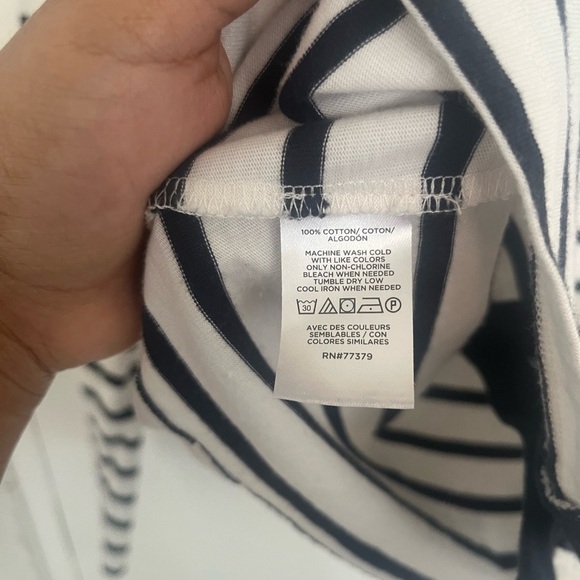 100% COTTON/ COTON/
ALGODÓN
MACHINE WASH COLD
WITH LIKE COLORS
ONLY NON-CHLORINE
BLEACH WHEN NEEDED
TUMBLE DRY LOW
COOL IRON WHEN NEEDED
30 P
AVEC DES COULEURS
SEMBLABLES / CON
COLORES SIMILARES
RN#77379